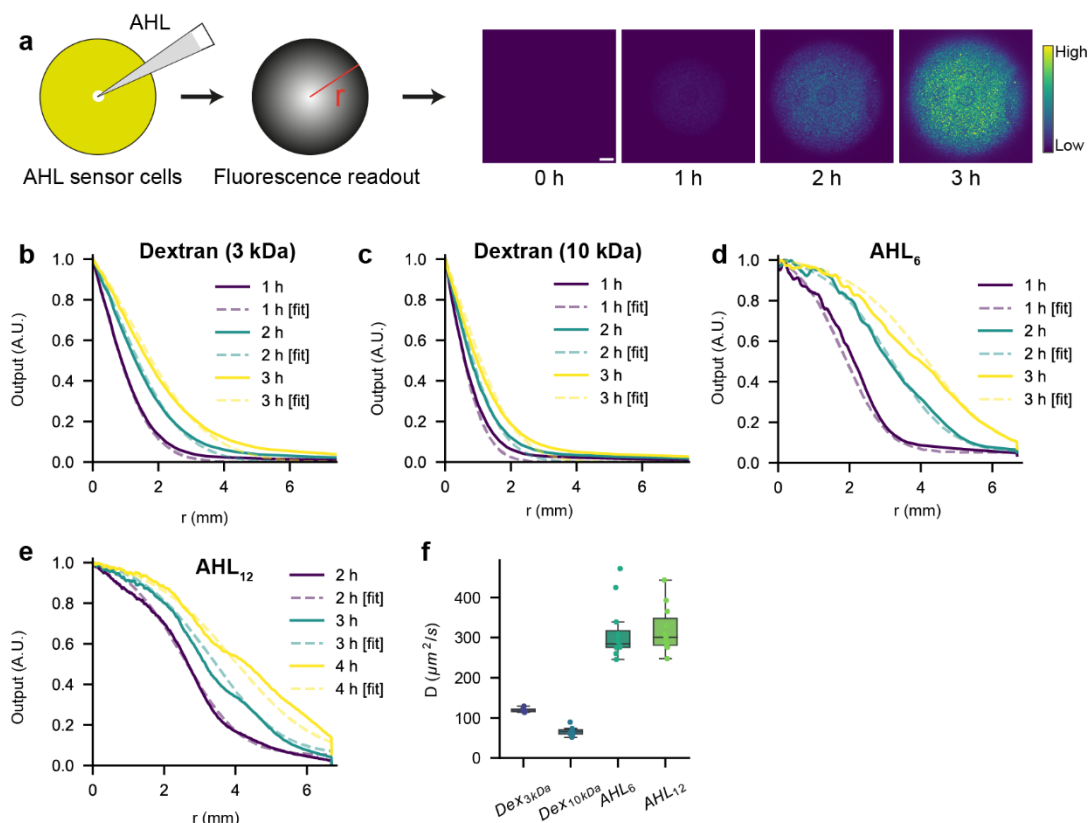 a
AHL
r
AHL sensor cells
Fluorescence readout
0 h
1 h
2 h
3 h
High
Low
b
Dextran (3 kDa)
Output (A.U.)
1.0
0.8
0.6
0.4
0.2
0.0
0
2
4
6
r (mm)
1 h
1 h [fit]
2 h
2 h [fit]
3 h
3 h [fit]
c
Dextran (10 kDa)
Output (A.U.)
1.0
0.8
0.6
0.4
0.2
0.0
0
2
4
6
r (mm)
1 h
1 h [fit]
2 h
2 h [fit]
3 h
3 h [fit]
d
AHL₆
Output (A.U.)
1.0
0.8
0.6
0.4
0.2
0.0
0
2
4
6
r (mm)
1 h
1 h [fit]
2 h
2 h [fit]
3 h
3 h [fit]
e
AHL₁₂
Output (A.U.)
1.0
0.8
0.6
0.4
0.2
0.0
0
2
4
6
r (mm)
2 h
2 h [fit]
3 h
3 h [fit]
4 h
4 h [fit]
f
D (μm²/s)
400
300
200
100
0
Dex₃kDa
Dex₁₀kDa
AHL₆
AHL₁₂